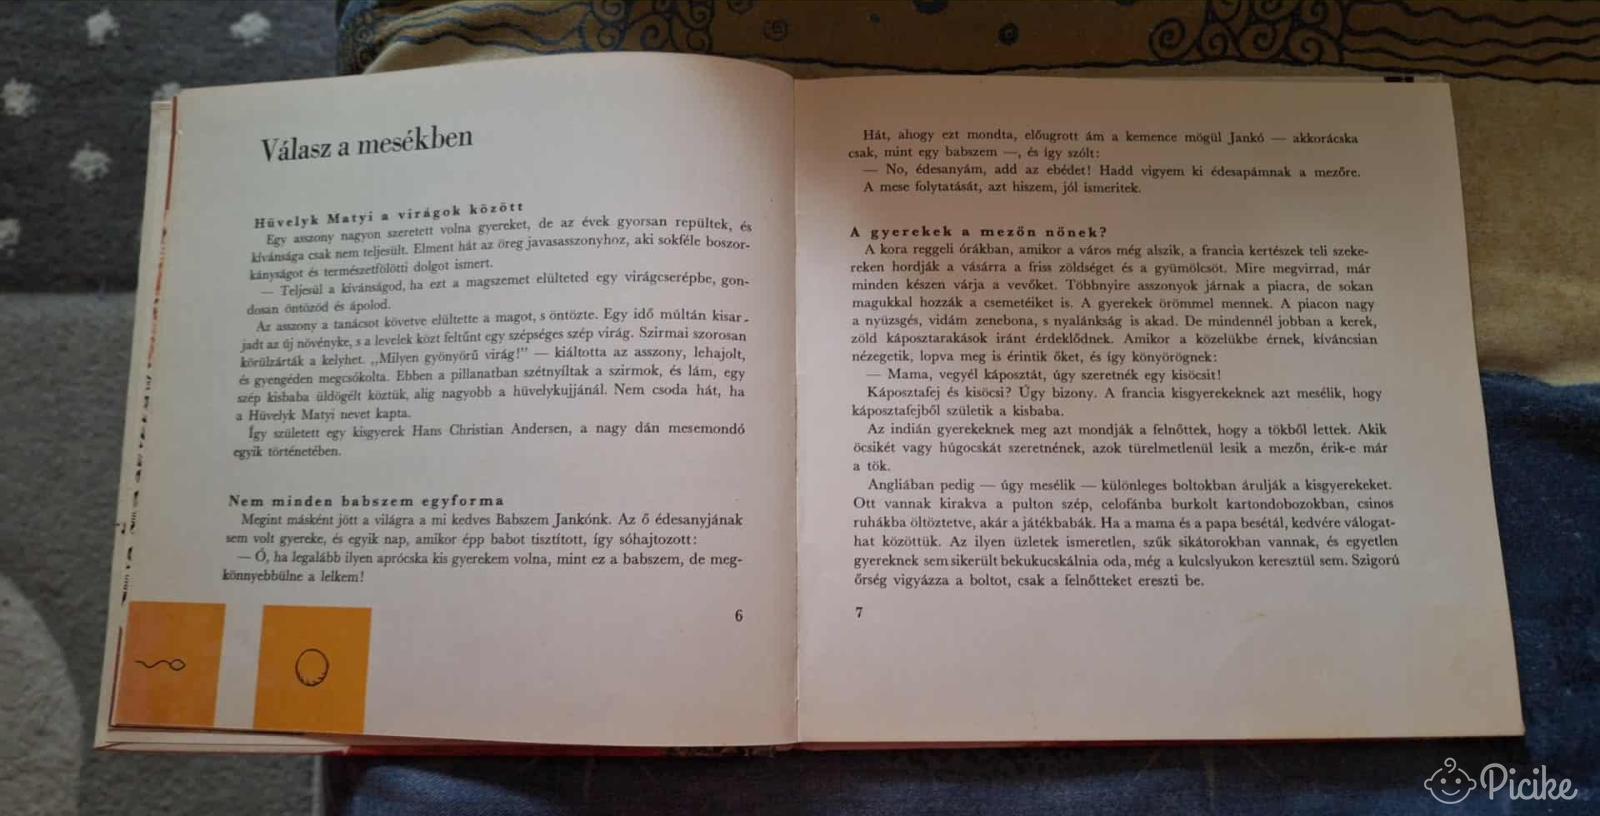 Válasz a mesékben
Hüvelyk Matyi a virágok között
Egy asszony nagyon szeretett volna gyereket, de az évek gyorsan repültek, és
kívánsága csak nem teljesült. Elment hát az öreg javasasszonyhoz, aki sokféle boszor-
kányságot és természetfölötti dolgot ismert.
— Teljesül a kívánságod, ha ezt a magszemet elülteted egy virágcserépbe, gon-
dosan öntözöd és ápolod.
Az asszony a tanácsot követve elültette a magot, s öntözte. Egy idő múltán kisar-
jadt az új növényke, s a levelek közt feltűnt egy szépséges szép virág. Szirmai szorosan
körülzárták a kelyhet. „Milyen gyönyörű virág!" — kiáltotta az asszony, lehajolt,
és gyengéden megcsókolta. Ebben a pillanatban szétnyíltak a szirmok, és lám, egy
szép kisbaba üldögélt köztük, alig nagyobb a hüvelykujjánál. Nem csoda hát, ha
a Hüvelyk Matyi nevet kapta.
Így született egy kisgyerek Hans Christian Andersen, a nagy dán mesemondó
egyik történetében.
Nem minden babszem egyforma
Megint másként jött a világra a mi kedves Babszem Jankónk. Az ő édesanyjának
sem volt gyereke, és egyik nap, amikor épp babot tisztított, így sóhajtozott:
— Ó, ha legalább ilyen aprócska kis gyerekem volna, mint ez a babszem, de meg-
könnyebbülne a lelkem!
6
Hát, ahogy ezt mondta, előugrott ám a kemence mögül Jankó — akkorácska
csak, mint egy babszem —, és így szólt:
— No, édesanyám, add az ebédet! Hadd vigyem ki édesapámnak a mezőre.
A mese folytatását, azt hiszem, jól ismeritek.
A gyerekek a mezőn nőnek?
A kora reggeli órákban, amikor a város még alszik, a francia kertészek teli szeke-
reken hordják a vásárra a friss zöldséget és a gyümölcsöt. Mire megvirrad, már
minden készen várja a vevőket. Többnyire asszonyok járnak a piacra, de sokan
magukkal hozzák a csemetéiket is. A gyerekek örömmel mennek. A piacon nagy
a nyüzsgés, vidám zenebona, s nyalánkság is akad. De mindennél jobban a kerek,
zöld káposztarakások iránt érdeklődnek. Amikor a közelükbe érnek, kíváncsian
nézegetik, lopva meg is érintik őket, és így könyörögnek:
— Mama, vegyél káposztát, úgy szeretnék egy kisöcsit!
Káposztafej és kisöcsi? Úgy bizony. A francia kisgyerekeknek azt mesélik, hogy
káposztafejből születik a kisbaba.
Az indián gyerekeknek meg azt mondják a felnőttek, hogy a tökből lettek. Akik
öcsikét vagy húgocskát szeretnének, azok türelmetlenül lesik a mezőn, érik-e már
a tök.
Angliában pedig — úgy mesélik — különleges boltokban árulják a kisgyerekeket.
Ott vannak kirakva a pulton szép, celofánba burkolt kartondobozokban, csinos
ruhákba öltöztetve, akár a játékbabák. Ha a mama és a papa besétál, kedvére válogat-
hat közöttük. Az ilyen üzletek ismeretlen, szűk sikátorokban vannak, és egyetlen
gyereknek sem sikerült bekukucskálnia oda, még a kulcslyukon keresztül sem. Szigorú
őrség vigyázza a boltot, csak a felnőtteket ereszti be.
7
Picike